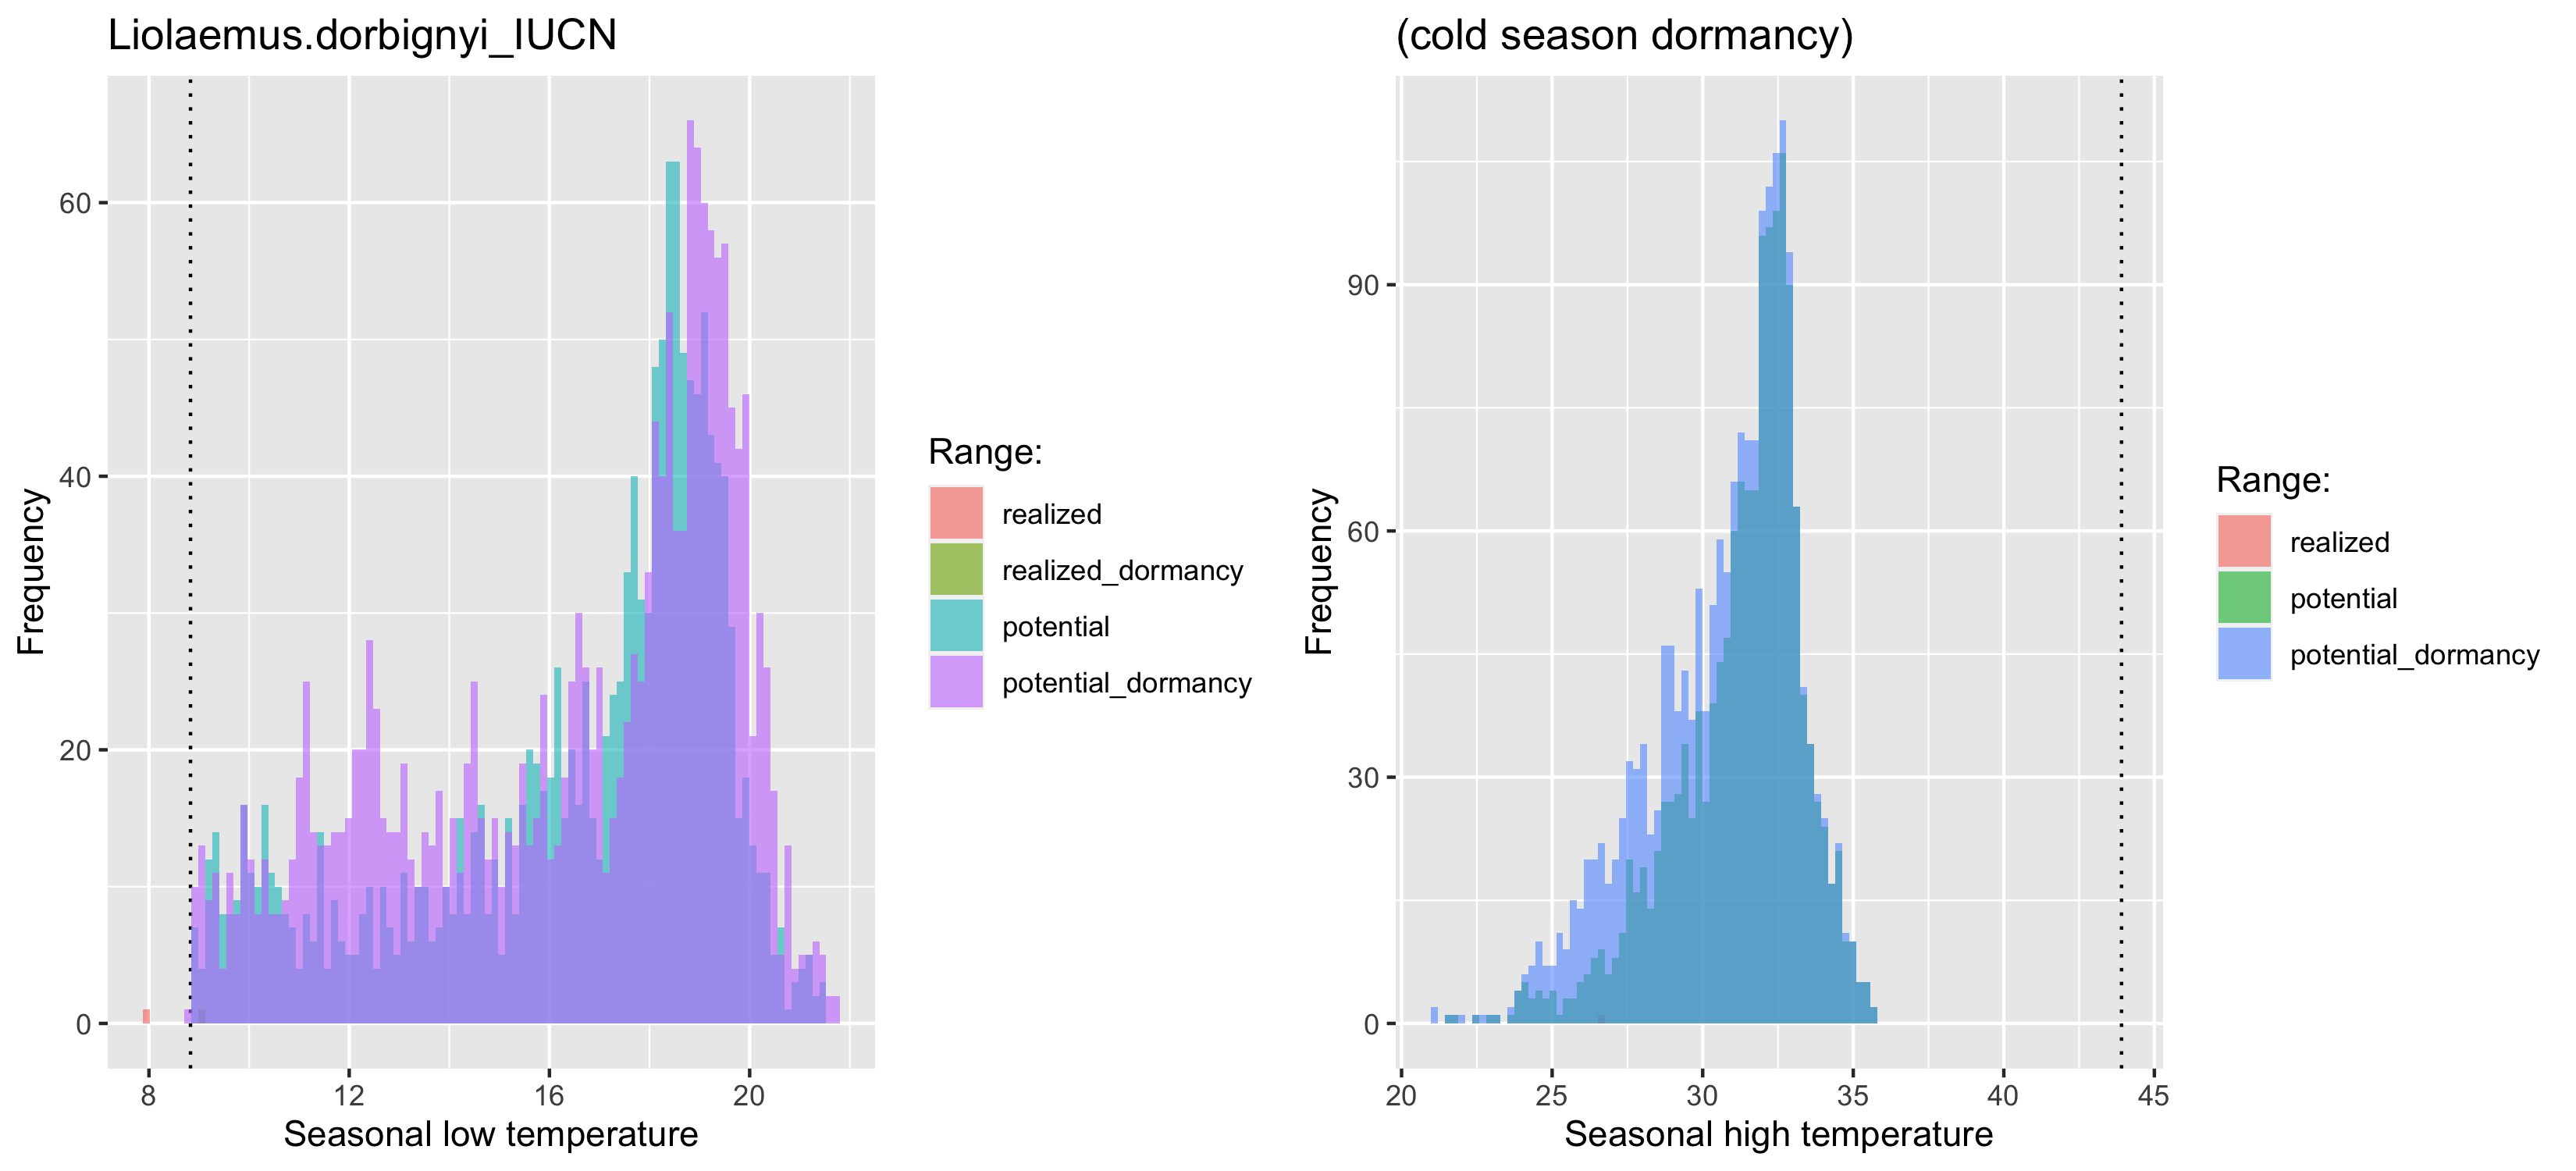 Liolaemus.dorbignyi_IUCN
Frequency
60
40
20
0
8 12 16 20
Seasonal low temperature
Range:
realized
realized_dormancy
potential
potential_dormancy
(cold season dormancy)
Frequency
90
60
30
0
20 25 30 35 40 45
Seasonal high temperature
Range:
realized
potential
potential_dormancy